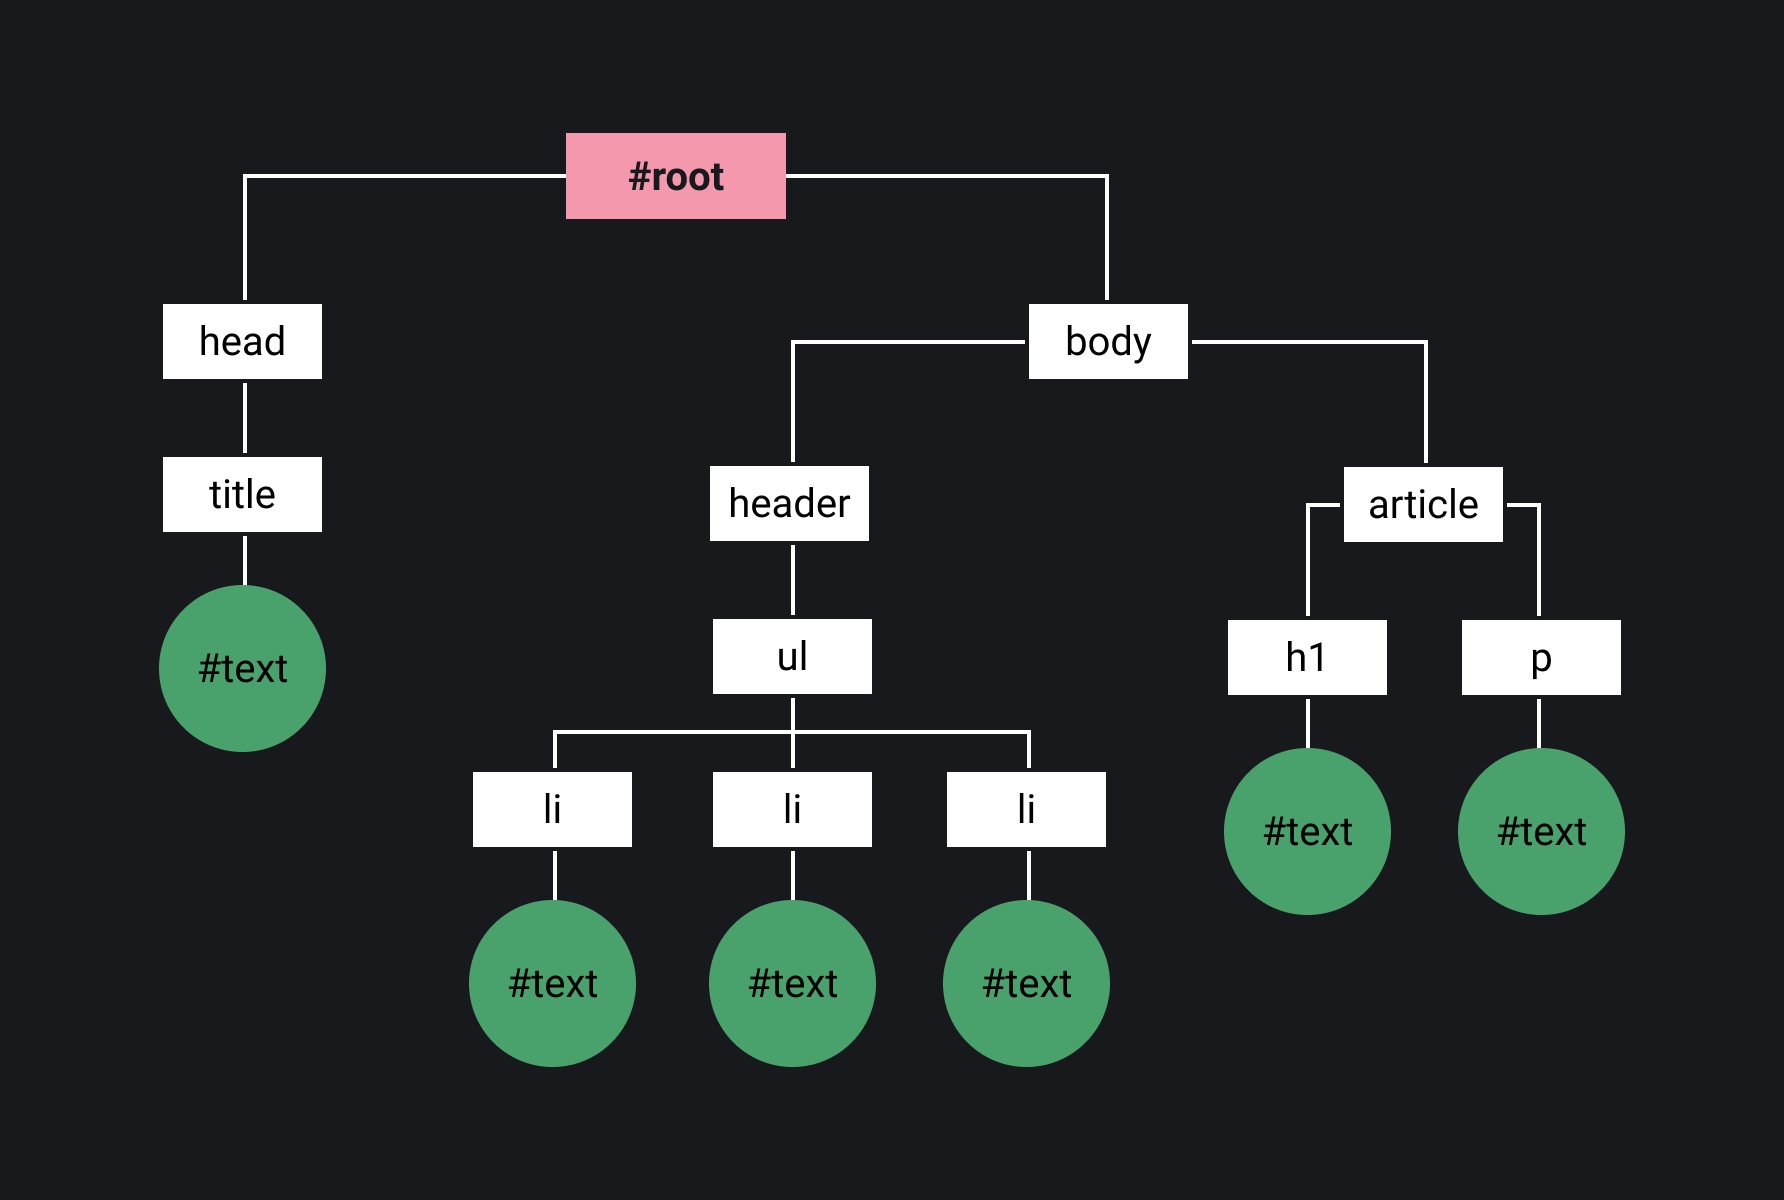 #root
head
body
title
header
article
#text
ul
h1
p
li
li
li
#text
#text
#text
#text
#text